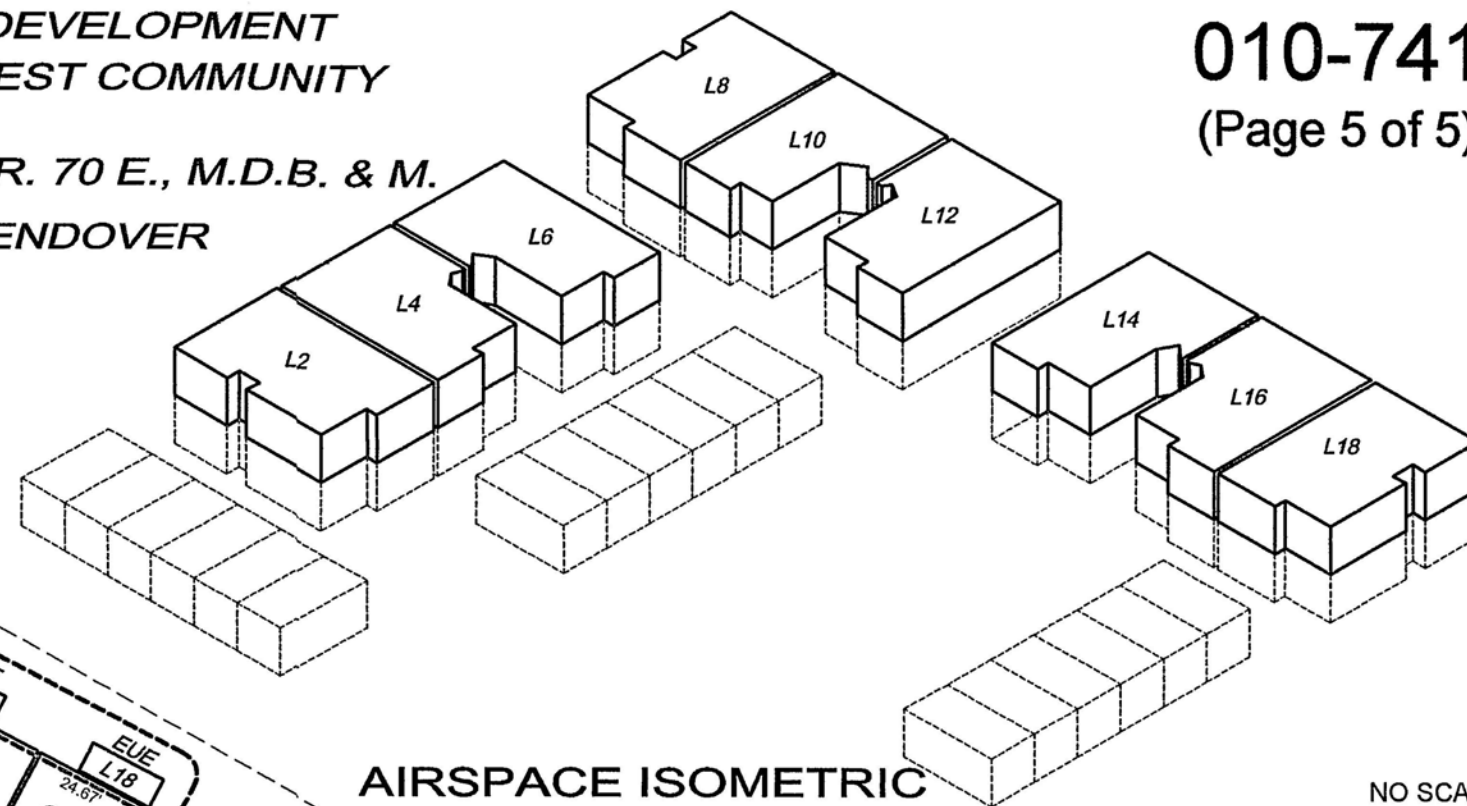 DEVELOPMENT
EST COMMUNITY
R. 70 E., M.D.B. & M.
ENDOVER
010-741
(Page 5 of 5)
L8
L10
L12
L6
L4
L2
L14
L16
L18
EUE
L18
24.67'
AIRSPACE ISOMETRIC
NO SCA